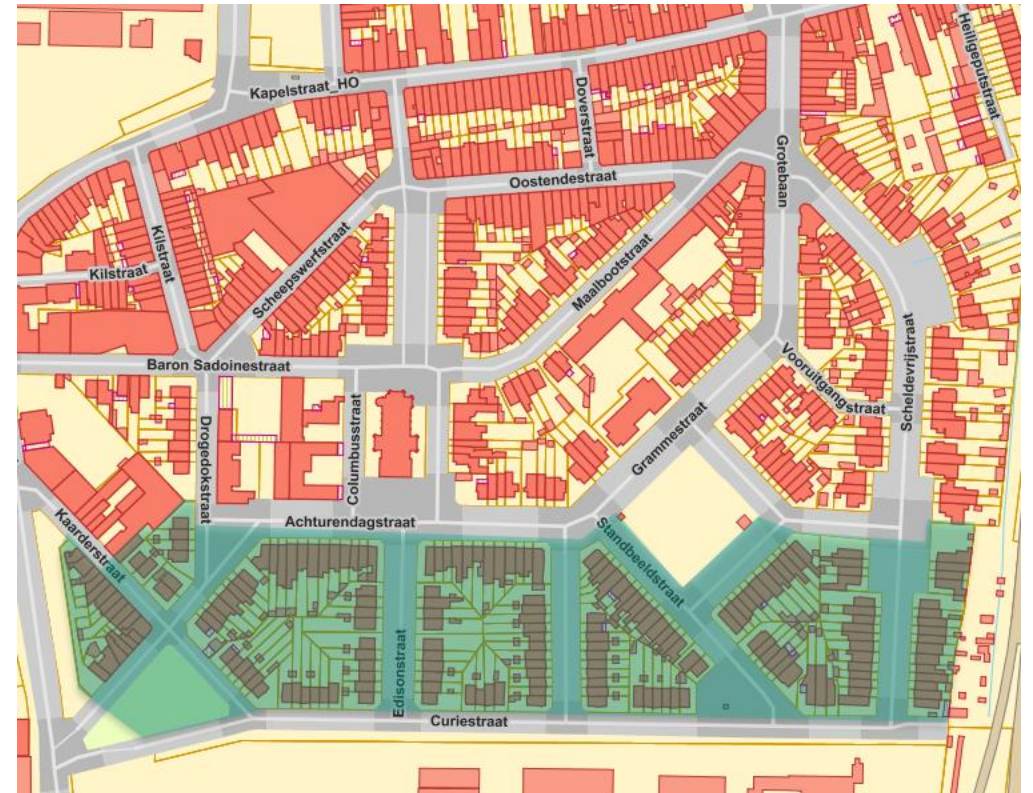 Heiligeputstraat
Kapelstraat_HO
Doverstraat
Grotebaan
Oostendestraat
Kilstraat
Kilstraat
Scheepswerfstraat
Maalbootstraat
Baron Sadoinestraat
Vooruitgangstraat
Scheldevrijstraat
Drogedokstraat
Columbusstraat
Grammestraat
Kaarderstraat
Achturendagstraat
Standbeeldstraat
Edisonstraat
Curiestraat